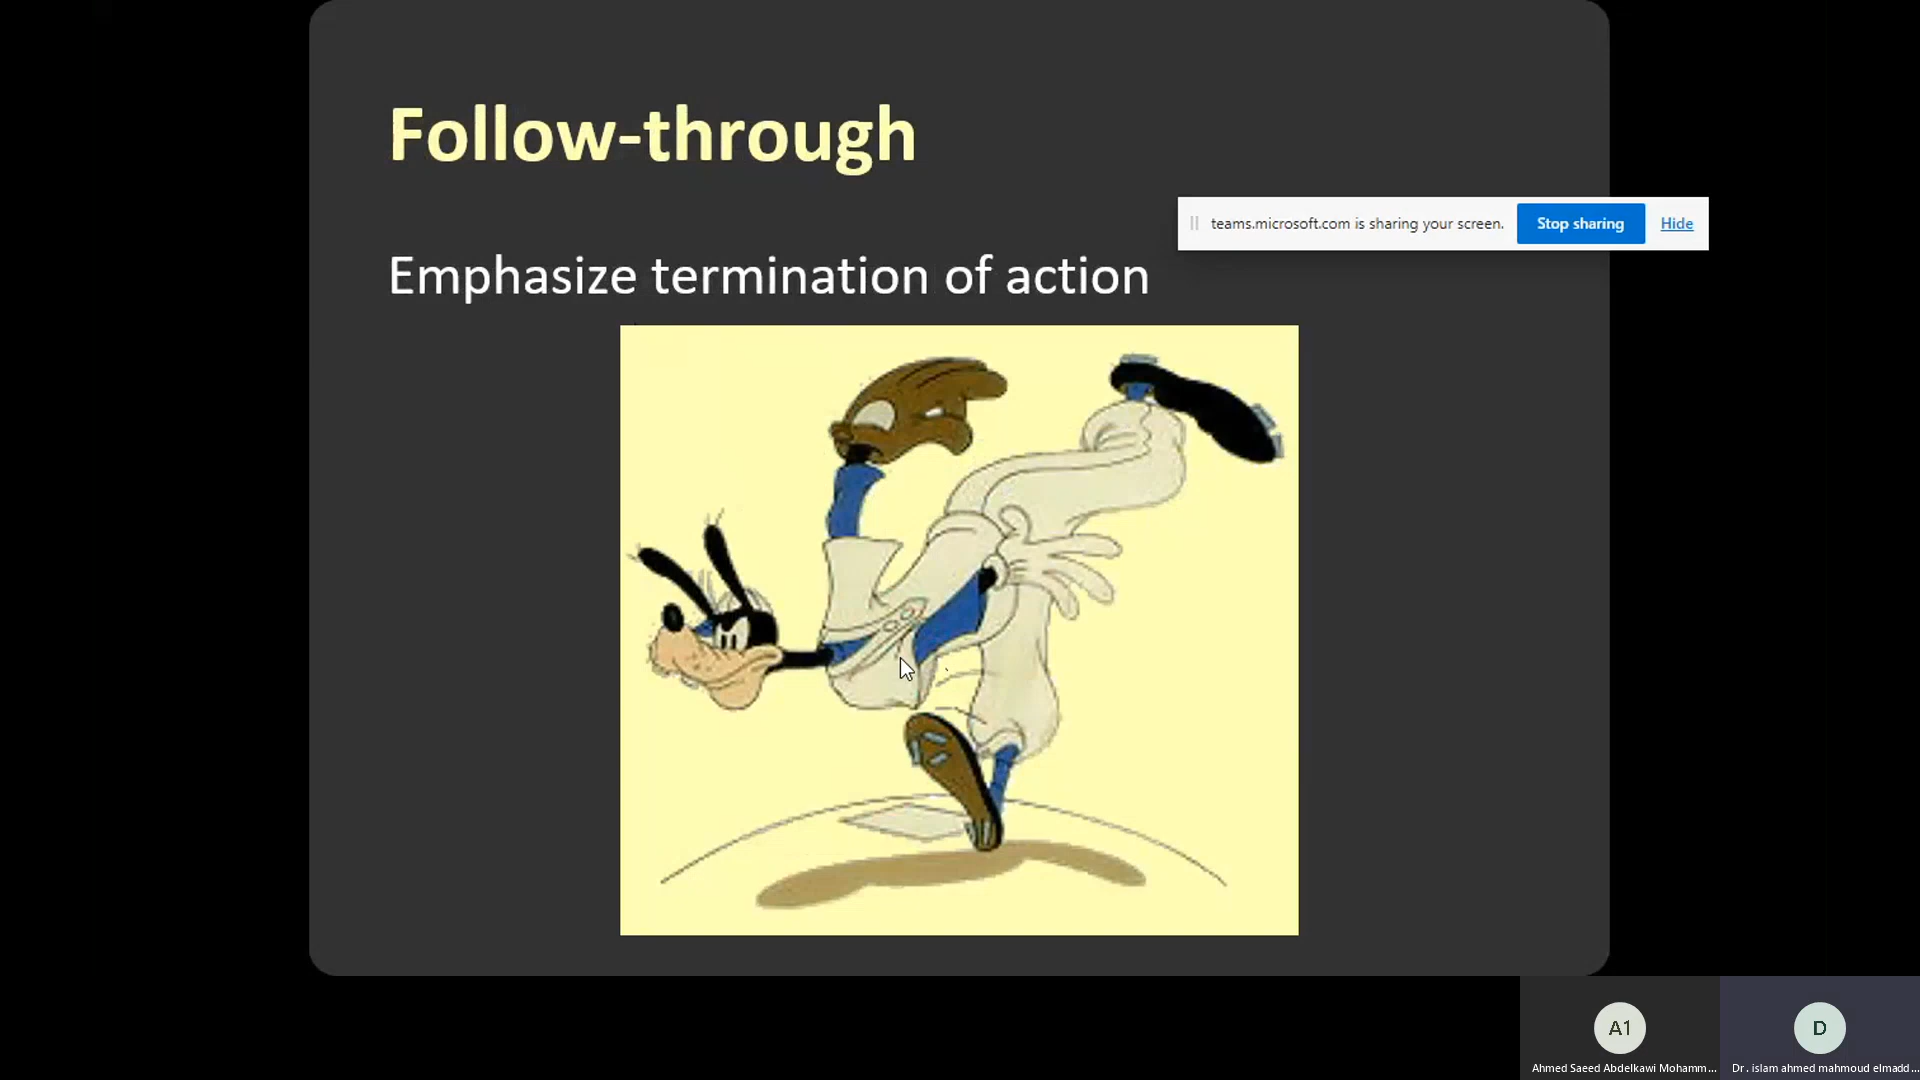 Follow-through
teams.microsoft.com is sharing your screen. Stop sharing Hide
Emphasize termination of action
A1 D
Ahmed Saeed Abdelkawi Mohamm... Dr. islam ahmed mahmoud elmadd...